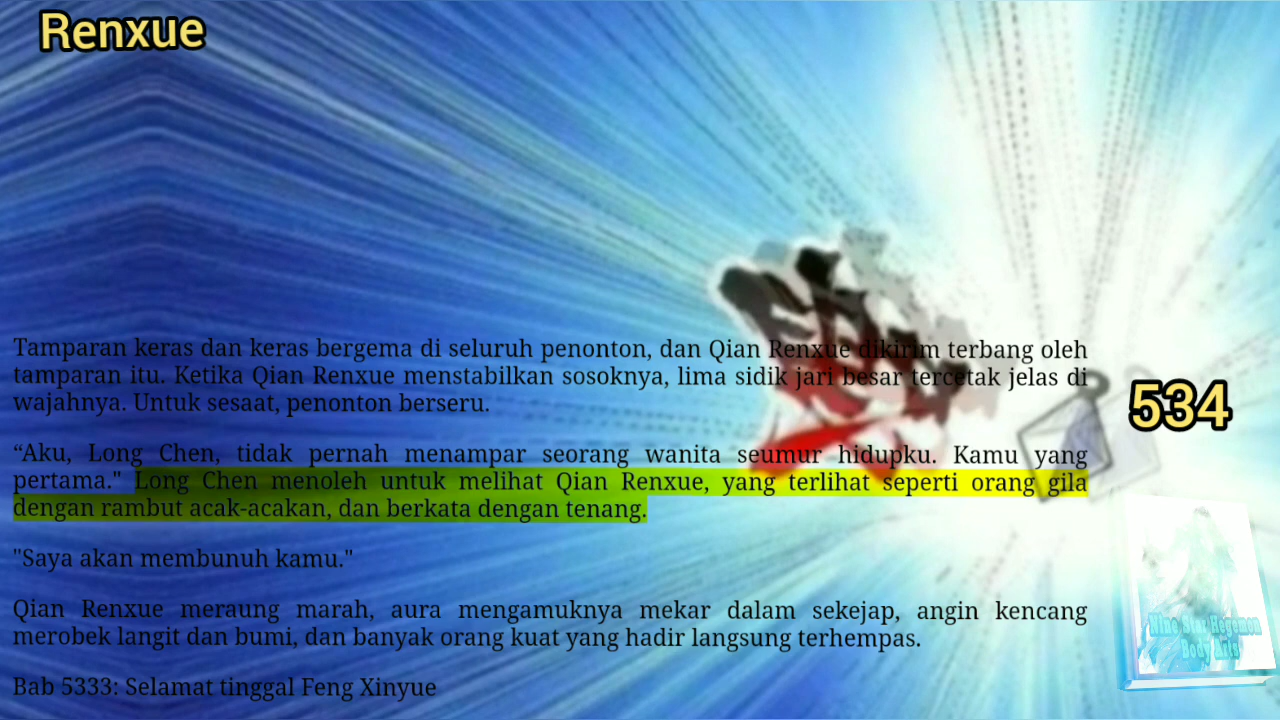 Renxue
Tamparan keras dan keras bergema di seluruh penonton, dan Qian Renxue dikirim terbang oleh
tamparan itu. Ketika Qian Renxue menstabilkan sosoknya, lima sidik jari besar tercetak jelas di
wajahnya. Untuk sesaat, penonton berseru.
534
“Aku, Long Chen, tidak pernah menampar seorang wanita seumur hidupku. Kamu yang
pertama." Long Chen menoleh untuk melihat Qian Renxue, yang terlihat seperti orang gila
dengan rambut acak-acakan, dan berkata dengan tenang.
"Saya akan membunuh kamu."
Qian Renxue meraung marah, aura mengamuknya mekar dalam sekejap, angin kencang
merobek langit dan bumi, dan banyak orang kuat yang hadir langsung terhempas.
Nine Star Hegemon
Body Arts
Bab 5333: Selamat tinggal Feng Xinyue